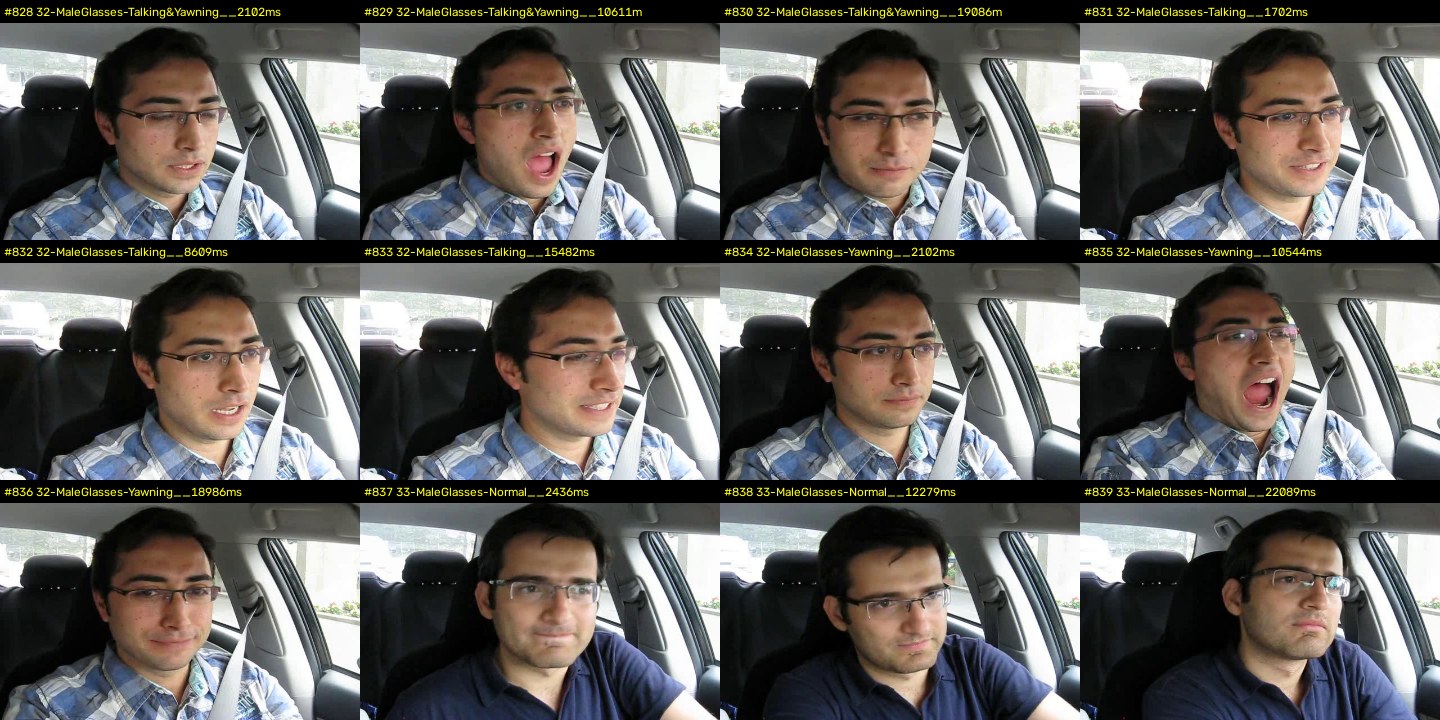 #828 32-MaleGlasses-Talking&Yawning__2102ms
#829 32-MaleGlasses-Talking&Yawning__10611m
#830 32-MaleGlasses-Talking&Yawning__19086m
#831 32-MaleGlasses-Talking__1702ms
#832 32-MaleGlasses-Talking__8609ms
#833 32-MaleGlasses-Talking__15482ms
#834 32-MaleGlasses-Yawning__2102ms
#835 32-MaleGlasses-Yawning__10544ms
#836 32-MaleGlasses-Yawning__18986ms
#837 33-MaleGlasses-Normal__2436ms
#838 33-MaleGlasses-Normal__12279ms
#839 33-MaleGlasses-Normal__22089ms